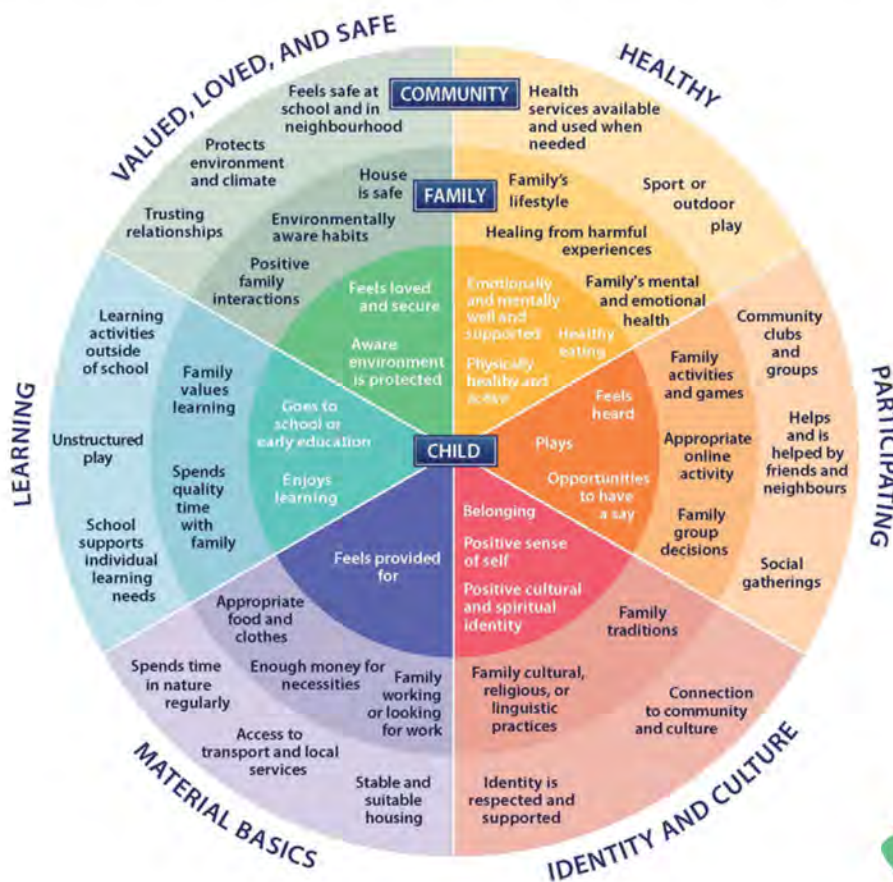 VALUED, LOVED, AND SAFE
COMMUNITY
Feels safe at
school and in
neighbourhood
Protects
environment
and climate
Trusting
relationships
FAMILY
House
is safe
Environmentally
aware habits
Positive
family
interactions
Feels loved
and secure
Aware
environment
is protected
HEALTHY
Health
services available
and used when
needed
Sport or
outdoor
play
Family's
lifestyle
Healing from harmful
experiences
Family's mental
and emotional
health
Emotionally
and mentally
well and
supported
Healthy
eating
Physically
healthy and
active
PARTICIPATING
Community
clubs
and
groups
Helps
and is
helped by
friends and
neighbours
Social
gatherings
Family
activities
and games
Appropriate
online
activity
Family
group
decisions
Feels
heard
Plays
Opportunities
to have
a say
CHILD
LEARNING
Learning
activities
outside
of school
Unstructured
play
School
supports
individual
learning
needs
Family
values
learning
Spends
quality
time
with
family
Goes to
school or
early education
Enjoys
learning
MATERIAL BASICS
Feels provided
for
Appropriate
food and
clothes
Enough money for
necessities
Family
working
or looking
for work
Spends time
in nature
regularly
Access to
transport and local
services
Stable and
suitable
housing
IDENTITY AND CULTURE
Belonging
Positive sense
of self
Positive cultural
and spiritual
identity
Family
traditions
Family cultural,
religious, or
linguistic
practices
Connection
to community
and culture
Identity is
respected and
supported